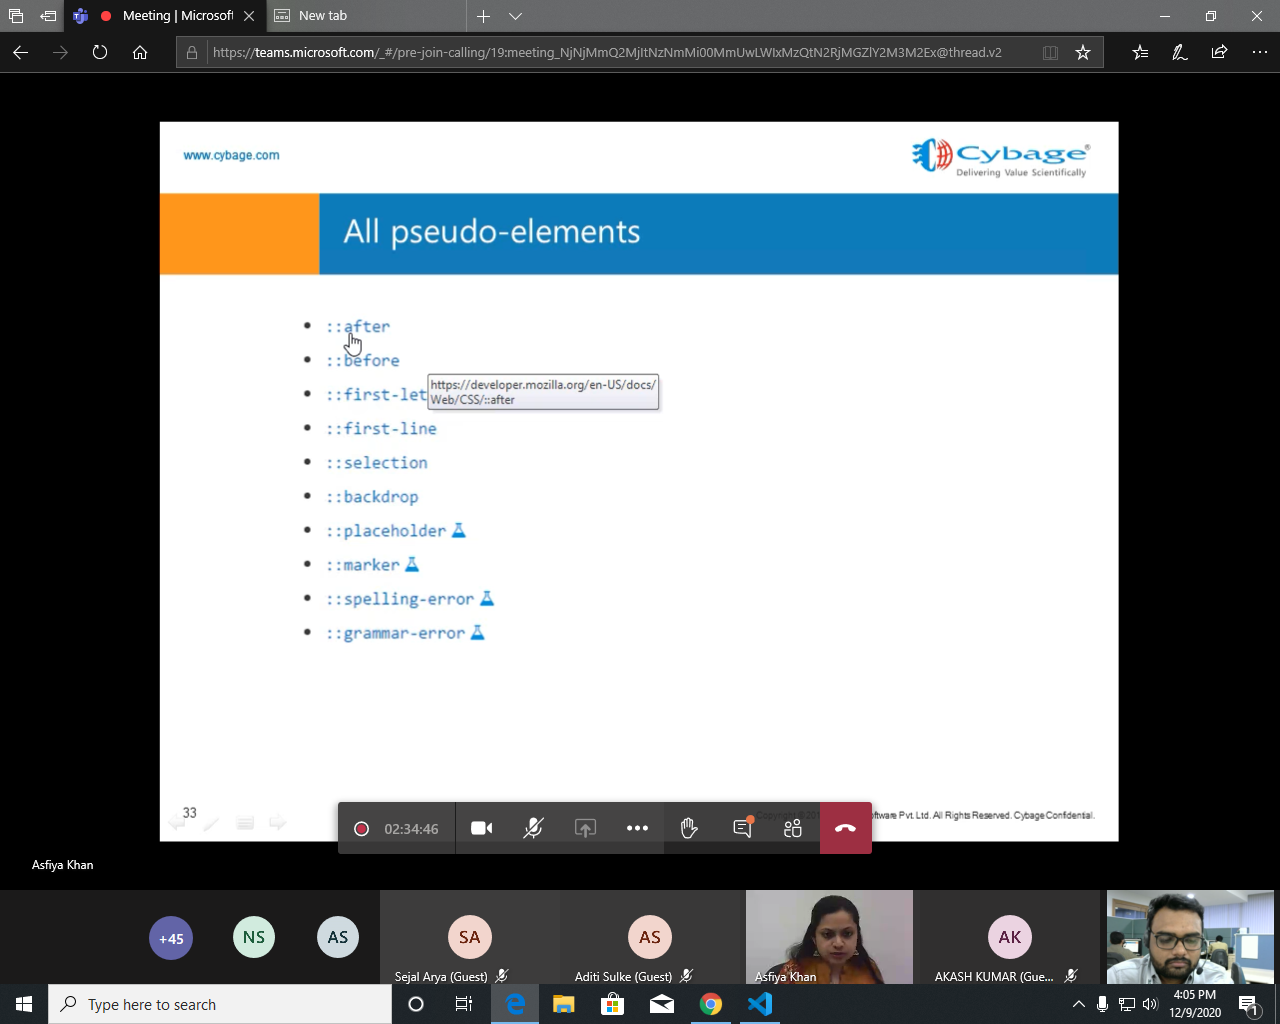 Meeting | Microsoft
New tab
https://teams.microsoft.com/_#/pre-join-calling/19:meeting_NjNjMmQ2MjItNzNmMi00MmUwLWIxMzQtN2RjMGZlY2M3M2Ex@thread.v2
www.cybage.com
Cybage®
Delivering Value Scientifically
All pseudo-elements
::after
::before
https://developer.mozilla.org/en-US/docs/
Web/CSS/::after
::first-let
::first-line
::selection
::backdrop
::placeholder
::marker
::spelling-error
::grammar-error
33
02:34:46
Pvt. Ltd. All Rights Reserved. Cybage Confidential.
Asfiya Khan
+45
NS
AS
SA
AS
AK
Sejal Arya (Guest)
Aditi Sulke (Guest)
Asfiya Khan
AKASH KUMAR (Gue...
Type here to search
4:05 PM
12/9/2020
1